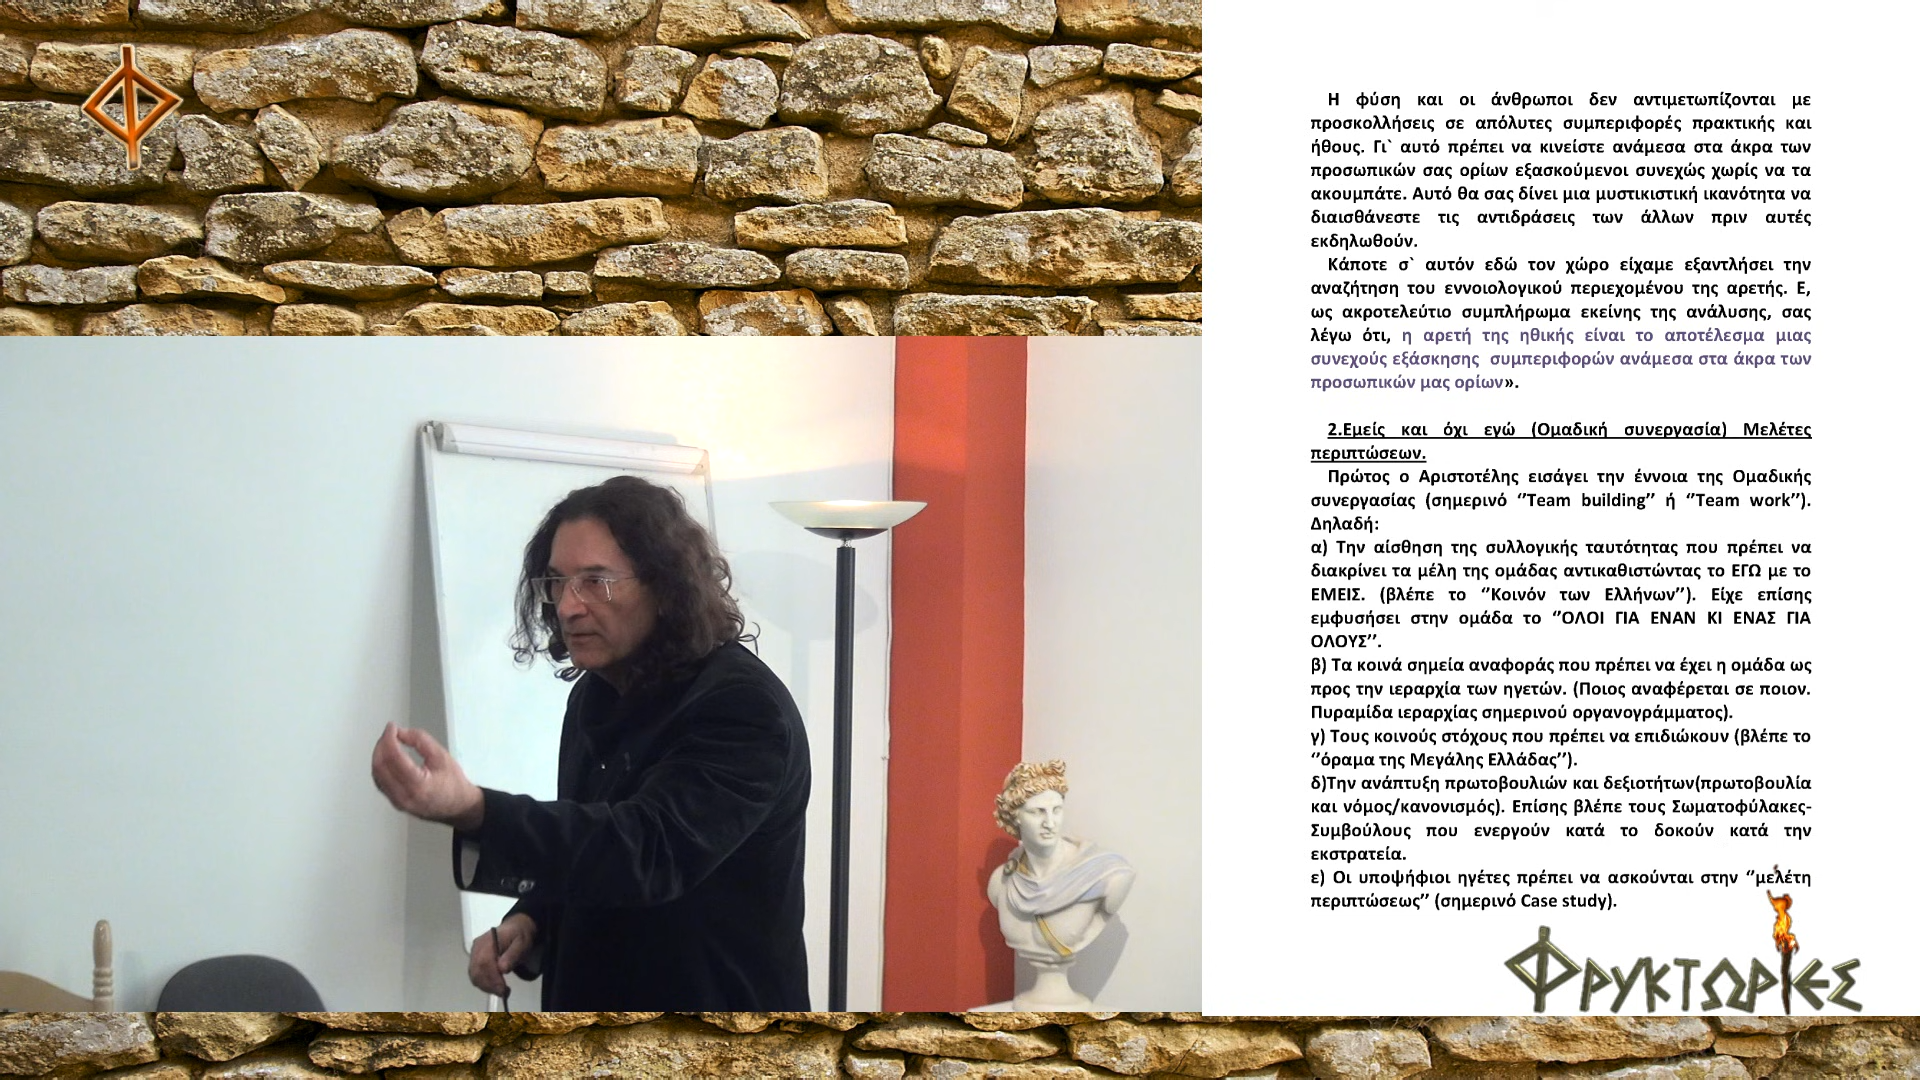 Η φύση και οι άνθρωποι δεν αντιμετωπίζονται με
προσκολλήσεις σε απόλυτες συμπεριφορές πρακτικής και
ήθους. Γι` αυτό πρέπει να κινείστε ανάμεσα στα άκρα των
προσωπικών σας ορίων εξασκούμενοι συνεχώς χωρίς να τα
ακουμπάτε. Αυτό θα σας δίνει μια μυστικιστική ικανότητα να
διαισθάνεστε τις αντιδράσεις των άλλων πριν αυτές
εκδηλωθούν.
Κάποτε σ` αυτόν εδώ τον χώρο είχαμε εξαντλήσει την
αναζήτηση του εννοιολογικού περιεχομένου της αρετής. Ε,
ως ακροτελεύτιο συμπλήρωμα εκείνης της ανάλυσης, σας
λέγω ότι, η αρετή της ηθικής είναι το αποτέλεσμα μιας
συνεχούς εξάσκησης συμπεριφορών ανάμεσα στα άκρα των
προσωπικών μας ορίων».
2.Εμείς και όχι εγώ (Ομαδική συνεργασία) Μελέτες
περιπτώσεων.
Πρώτος ο Αριστοτέλης εισάγει την έννοια της Ομαδικής
συνεργασίας (σημερινό ‘’Team building’’ ή ‘’Team work’’).
Δηλαδή:
α) Την αίσθηση της συλλογικής ταυτότητας που πρέπει να
διακρίνει τα μέλη της ομάδας αντικαθιστώντας το ΕΓΩ με το
ΕΜΕΙΣ. (βλέπε το ‘’Κοινόν των Ελλήνων’’). Είχε επίσης
εμφυσήσει στην ομάδα το ‘’ΌΛΟΙ ΓΙΑ ΕΝΑΝ ΚΙ ΕΝΑΣ ΓΙΑ
ΟΛΟΥΣ’’.
β) Τα κοινά σημεία αναφοράς που πρέπει να έχει η ομάδα ως
προς την ιεραρχία των ηγετών. (Ποιος αναφέρεται σε ποιον.
Πυραμίδα ιεραρχίας σημερινού οργανογράμματος).
γ) Τους κοινούς στόχους που πρέπει να επιδιώκουν (βλέπε το
‘’όραμα της Μεγάλης Ελλάδας’’).
δ)Την ανάπτυξη πρωτοβουλιών και δεξιοτήτων(πρωτοβουλία
και νόμος/κανονισμός). Επίσης βλέπε τους Σωματοφύλακες-
Συμβούλους που ενεργούν κατά το δοκούν κατά την
εκστρατεία.
ε) Οι υποψήφιοι ηγέτες πρέπει να ασκούνται στην ‘’μελέτη
περιπτώσεως’’ (σημερινό Case study).
ΦΡΥΚΤΩΡΙΕΣ